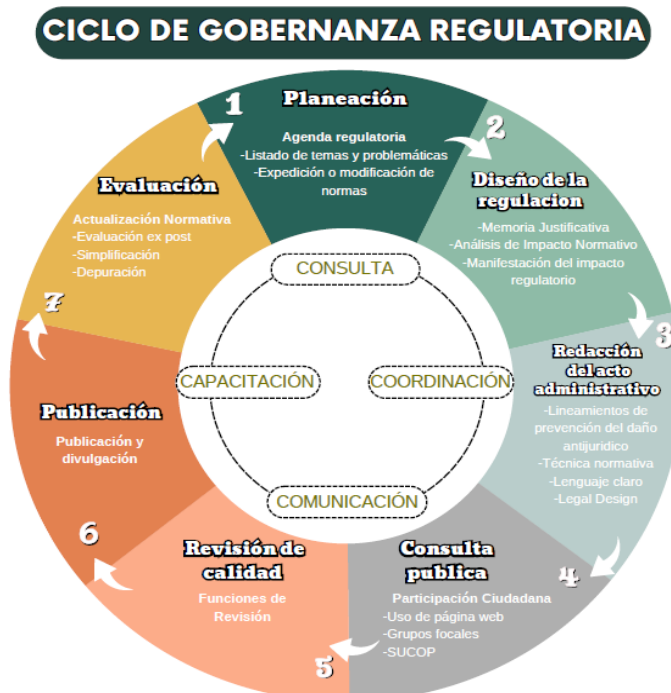 CICLO DE GOBERNANZA REGULATORIA
1
Planeación
Agenda regulatoria
-Listado de temas y problemáticas
-Expedición o modificación de
normas
2
Diseño de la
regulacion
-Memoria Justificativa
-Análisis de Impacto Normativo
-Manifestación del impacto
regulatorio
3
Redacción
del acto
administrativo
-Lineamientos de
prevención del daño
antijuridico
-Técnica normativa
-Lenguaje claro
-Legal Design
4
Consulta
publica
Participación Ciudadana
-Uso de página web
-Grupos focales
-SUCOP
5
Revisión de
calidad
Funciones de
Revisión
6
Publicación
Publicación y
divulgación
7
Evaluación
Actualización Normativa
-Evaluación ex post
-Simplificación
-Depuración
CONSULTA
CAPACITACIÓN
COORDINACIÓN
COMUNICACIÓN